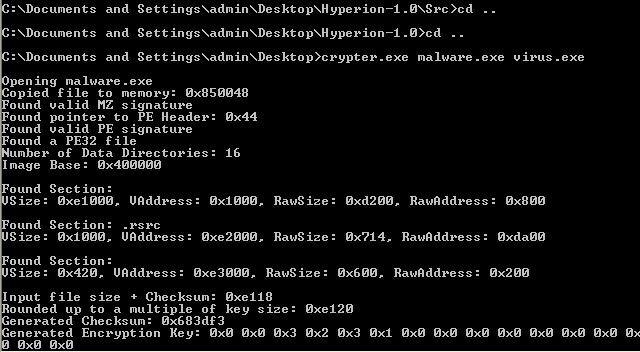 C:\Documents and Settings\admin\Desktop\Hyperion-1.0\Src>cd ..
C:\Documents and Settings\admin\Desktop\Hyperion-1.0>cd ..
C:\Documents and Settings\admin\Desktop>crypter.exe malware.exe virus.exe
Opening malware.exe
Copied file to memory: 0x850048
Found valid MZ signature
Found pointer to PE Header: 0x44
Found valid PE signature
Found a PE32 file
Number of Data Directories: 16
Image Base: 0x400000
Found Section:
VSize: 0xe1000, VAddress: 0x1000, RawSize: 0xd200, RawAddress: 0x800
Found Section: .rsrc
VSize: 0x1000, VAddress: 0xe2000, RawSize: 0x714, RawAddress: 0xda00
Found Section:
VSize: 0x420, VAddress: 0xe3000, RawSize: 0x600, RawAddress: 0x200
Input file size + Checksum: 0xe118
Rounded up to a multiple of key size: 0xe120
Generated Checksum: 0x683df3
Generated Encryption Key: 0x0 0x0 0x3 0x2 0x3 0x1 0x0 0x0 0x0 0x0 0x0 0x0 0x0 0x
0 0x0 0x0